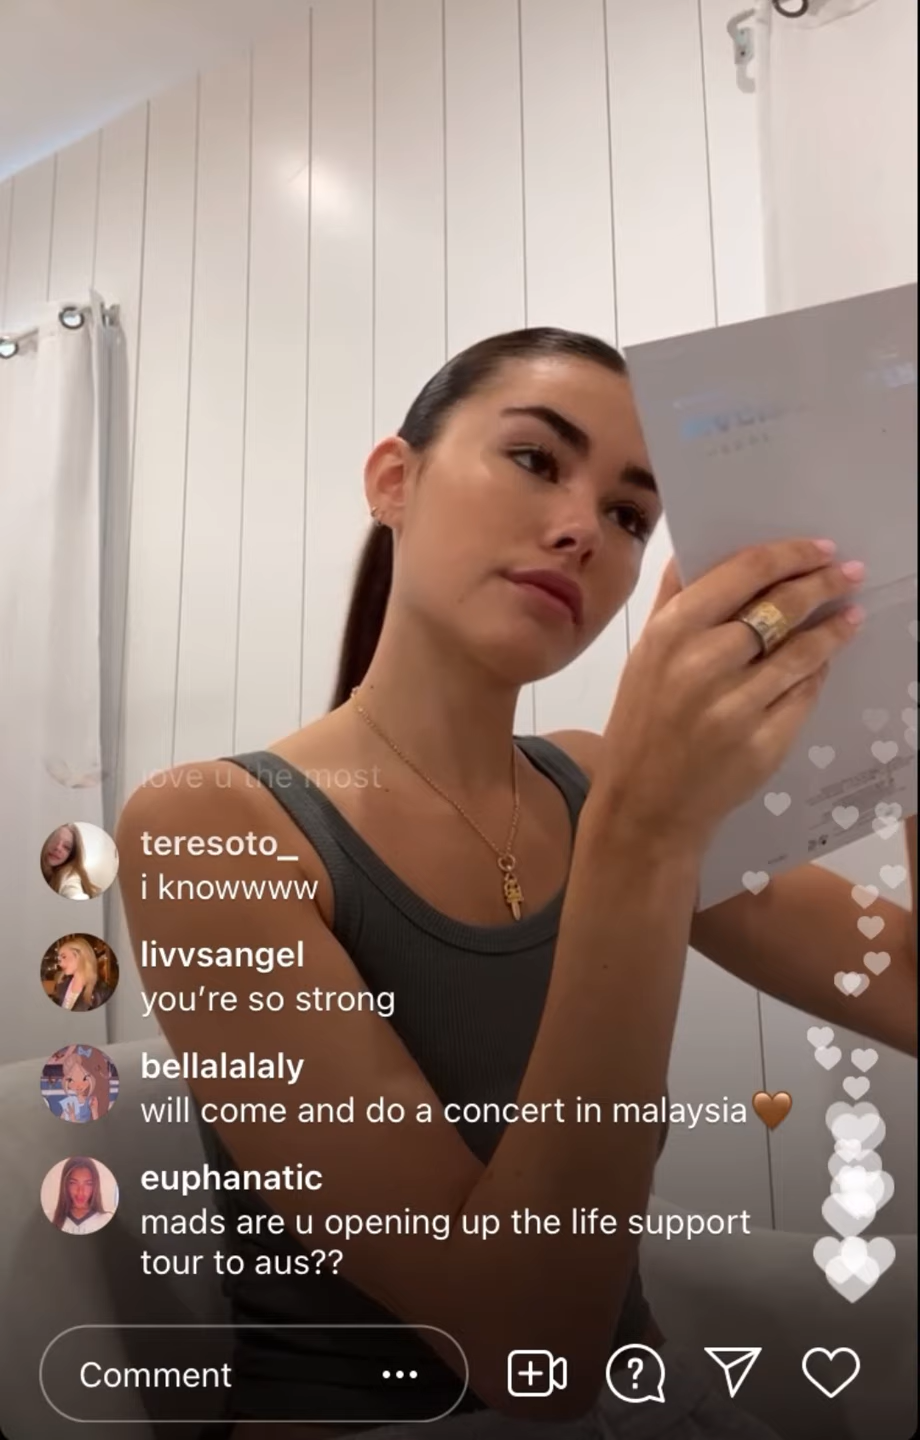 love u the most
teresoto_
i knowwww
livvsangel
you're so strong
bellalalaly
will come and do a concert in malaysia🤎
euphanatic
mads are u opening up the life support
tour to aus??
Comment